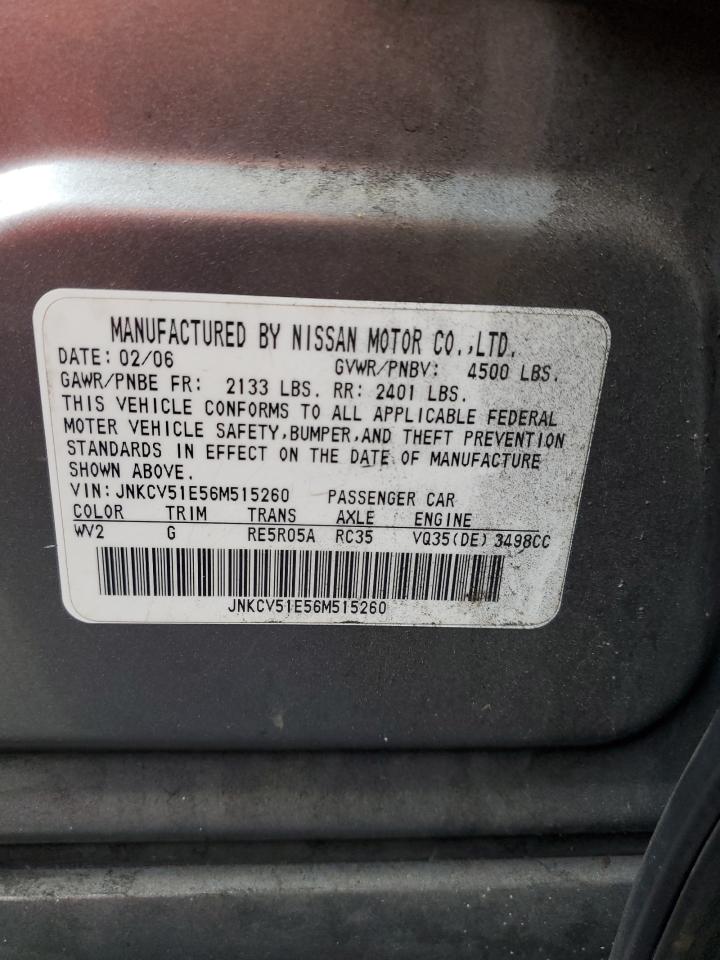 MANUFACTURED BY NISSAN MOTOR CO.,LTD.
DATE: 02/06 GVWR/PNBV: 4500 LBS.
GAWR/PNBE FR: 2133 LBS. RR: 2401 LBS.
THIS VEHICLE CONFORMS TO ALL APPLICABLE FEDERAL
MOTOR VEHICLE SAFETY,BUMPER,AND THEFT PREVENTION
STANDARDS IN EFFECT ON THE DATE OF MANUFACTURE
SHOWN ABOVE.
VIN:JNKCV51E56M515260 PASSENGER CAR
COLOR TRIM TRANS AXLE ENGINE
WV2 G RE5R05A RC35 VQ35(DE) 3498CC
JNKCV51E56M515260